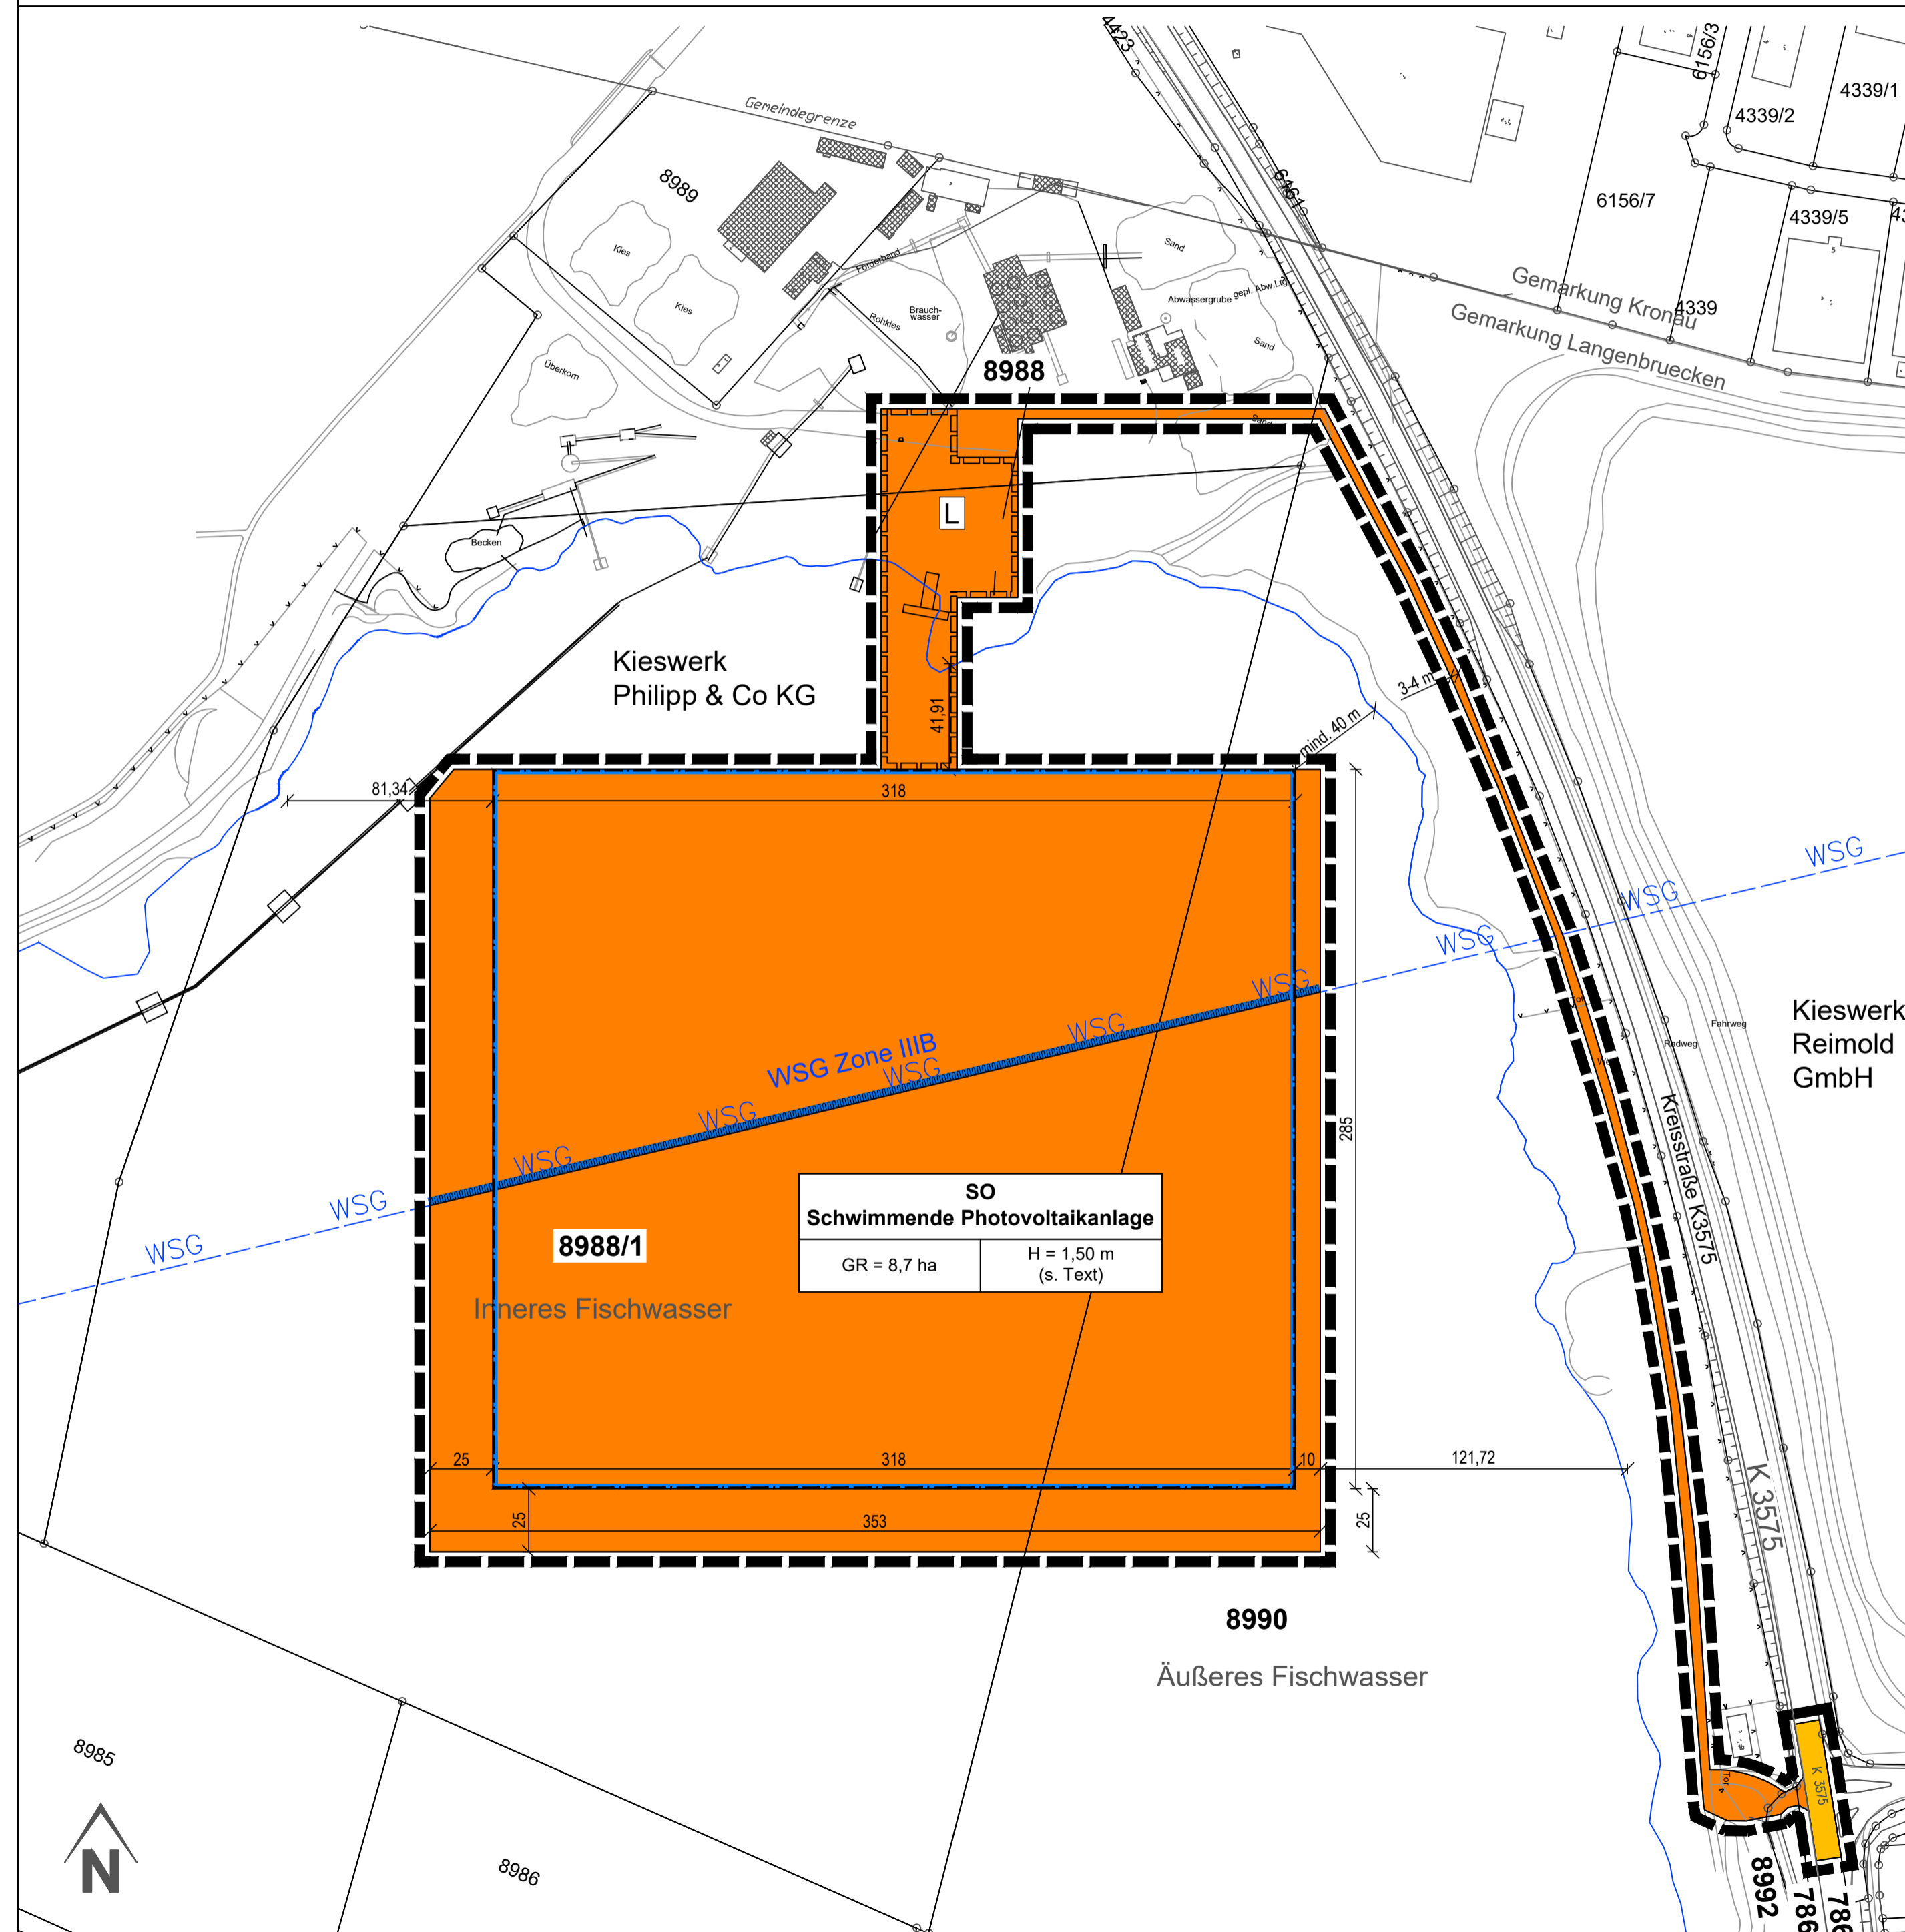 4423
6156/3
4339/1
4339/2
Gemeindegrenze
8989
6161
6156/7
4339/5
Kies
Kies
Förderband
Sand
Gemarkung Kronau
4339
Gemarkung Langenbruecken
Rohkies
Brauch-
wasser
Abwassergrube
gepl. Abw.Ltg
Sand
Überkorn
8988
Sand
L
Becken
Kieswerk
Philipp & Co KG
41,91
3-4 m
mind. 40 m
81,34
318
WSG
WSG
WSG
WSG
WSG
WSG Zone IIIB
WSG
WSG
WSG
WSG
WSG
Tor
Fahrweg
Radweg
Kieswerk
Reimold
GmbH
285
Kreisstraße K3575
SO
Schwimmende Photovoltaikanlage
GR = 8,7 ha
H = 1,50 m
(s. Text)
8988/1
Inneres Fischwasser
25
318
10
121,72
25
353
25
K 3575
8990
Äußeres Fischwasser
8985
N
8986
Tor
K 3575
8992
786
786